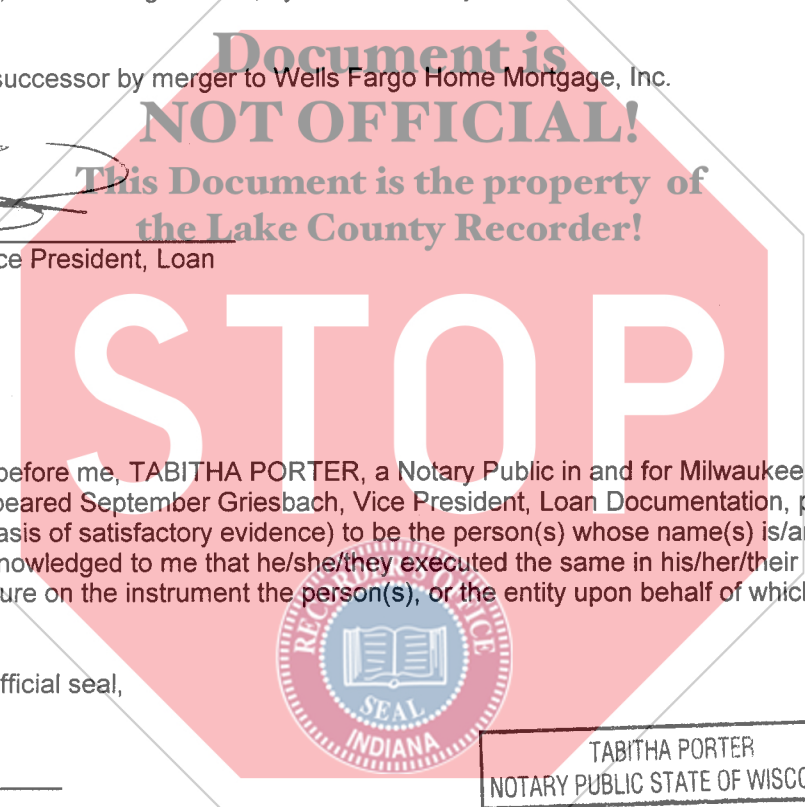 Document is
successor by merger to Wells Fargo Home Mortgage, Inc.
NOT OFFICIAL!
This Document is the property of
the Lake County Recorder!
ce President, Loan
STOP
before me, TABITHA PORTER, a Notary Public in and for Milwaukee
peared September Griesbach, Vice President, Loan Documentation, p
asis of satisfactory evidence) to be the person(s) whose name(s) is/ar
nowledged to me that he/she/they executed the same in his/her/their
ure on the instrument the person(s), or the entity upon behalf of which
RECORDER'S OFFICE
SEAL
INDIANA
fficial seal,
TABITHA PORTER
NOTARY PUBLIC STATE OF WISCO